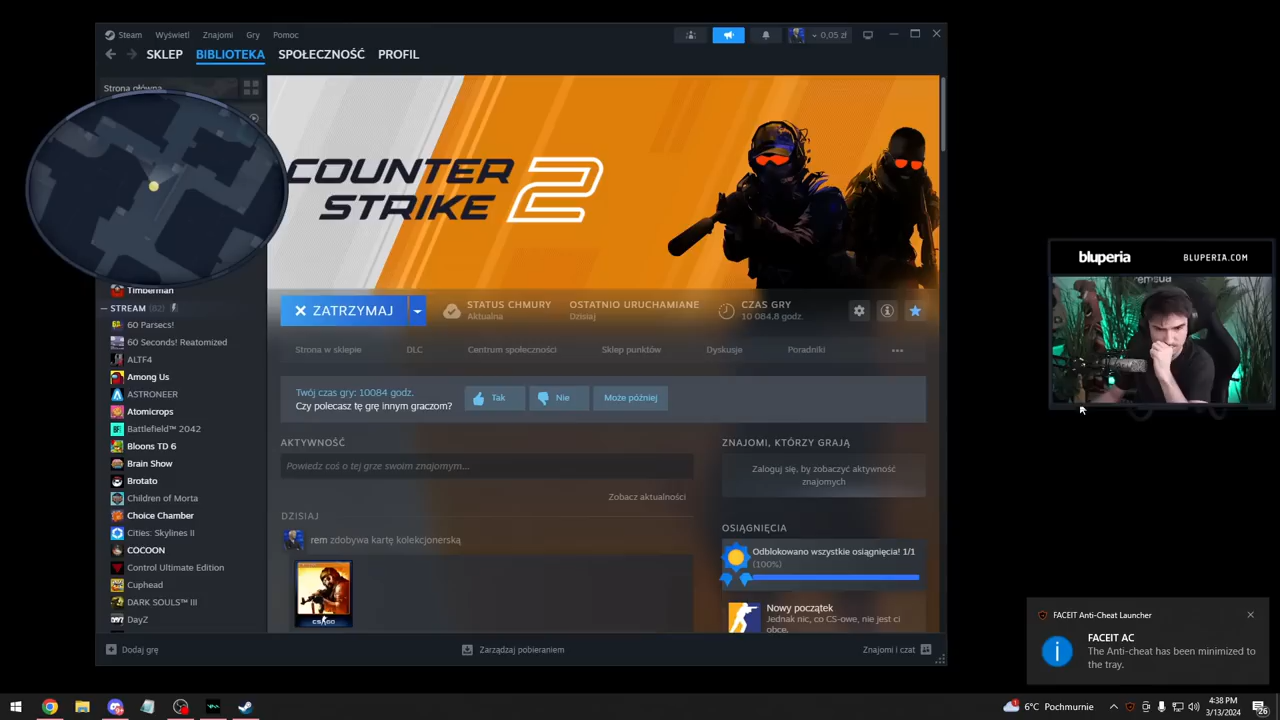 Steam Wyświetl Znajomi Gry Pomoc
0,05 zł
SKLEP BIBLIOTEKA SPOŁECZNOŚĆ PROFIL
Strona główna
COUNTER
STRIKE 2
Timberman
STREAM (82)
60 Parsecs!
60 Seconds! Reatomized
ALTF4
Among Us
ASTRONEER
Atomicrops
Battlefield™ 2042
Bloons TD 6
Brain Show
Brotato
Children of Morta
Choice Chamber
Cities: Skylines II
COCOON
Control Ultimate Edition
Cuphead
DARK SOULS™ III
DayZ
ZATRZYMAJ
STATUS CHMURY
Aktualna
OSTATNIO URUCHAMIANE
Dzisiaj
CZAS GRY
10 084,8 godz.
Strona w sklepie DLC Centrum społeczności Sklep punktów Dyskusje Poradniki
Twój czas gry: 10084 godz.
Czy polecasz tę grę innym graczom?
Tak
Nie
Może później
AKTYWNOŚĆ
Powiedz coś o tej grze swoim znajomym...
Zobacz aktualności
DZISIAJ
rem zdobywa kartę kolekcjonerską
CS:GO
ZNAJOMI, KTÓRZY GRAJĄ
Zaloguj się, by zobaczyć aktywność
znajomych
OSIĄGNIĘCIA
Odblokowano wszystkie osiągnięcia! 1/1
(100%)
Nowy początek
Jednak nic, co CS-owe, nie jest ci
obce.
Dodaj grę
Zarządzaj pobieraniem
Znajomi i czat
bluperia BLUPERIA.COM
FACEIT Anti-Cheat Launcher
FACEIT AC
The Anti-cheat has been minimized to
the tray.
6°C Pochmurnie
4:38 PM
3/13/2024
26